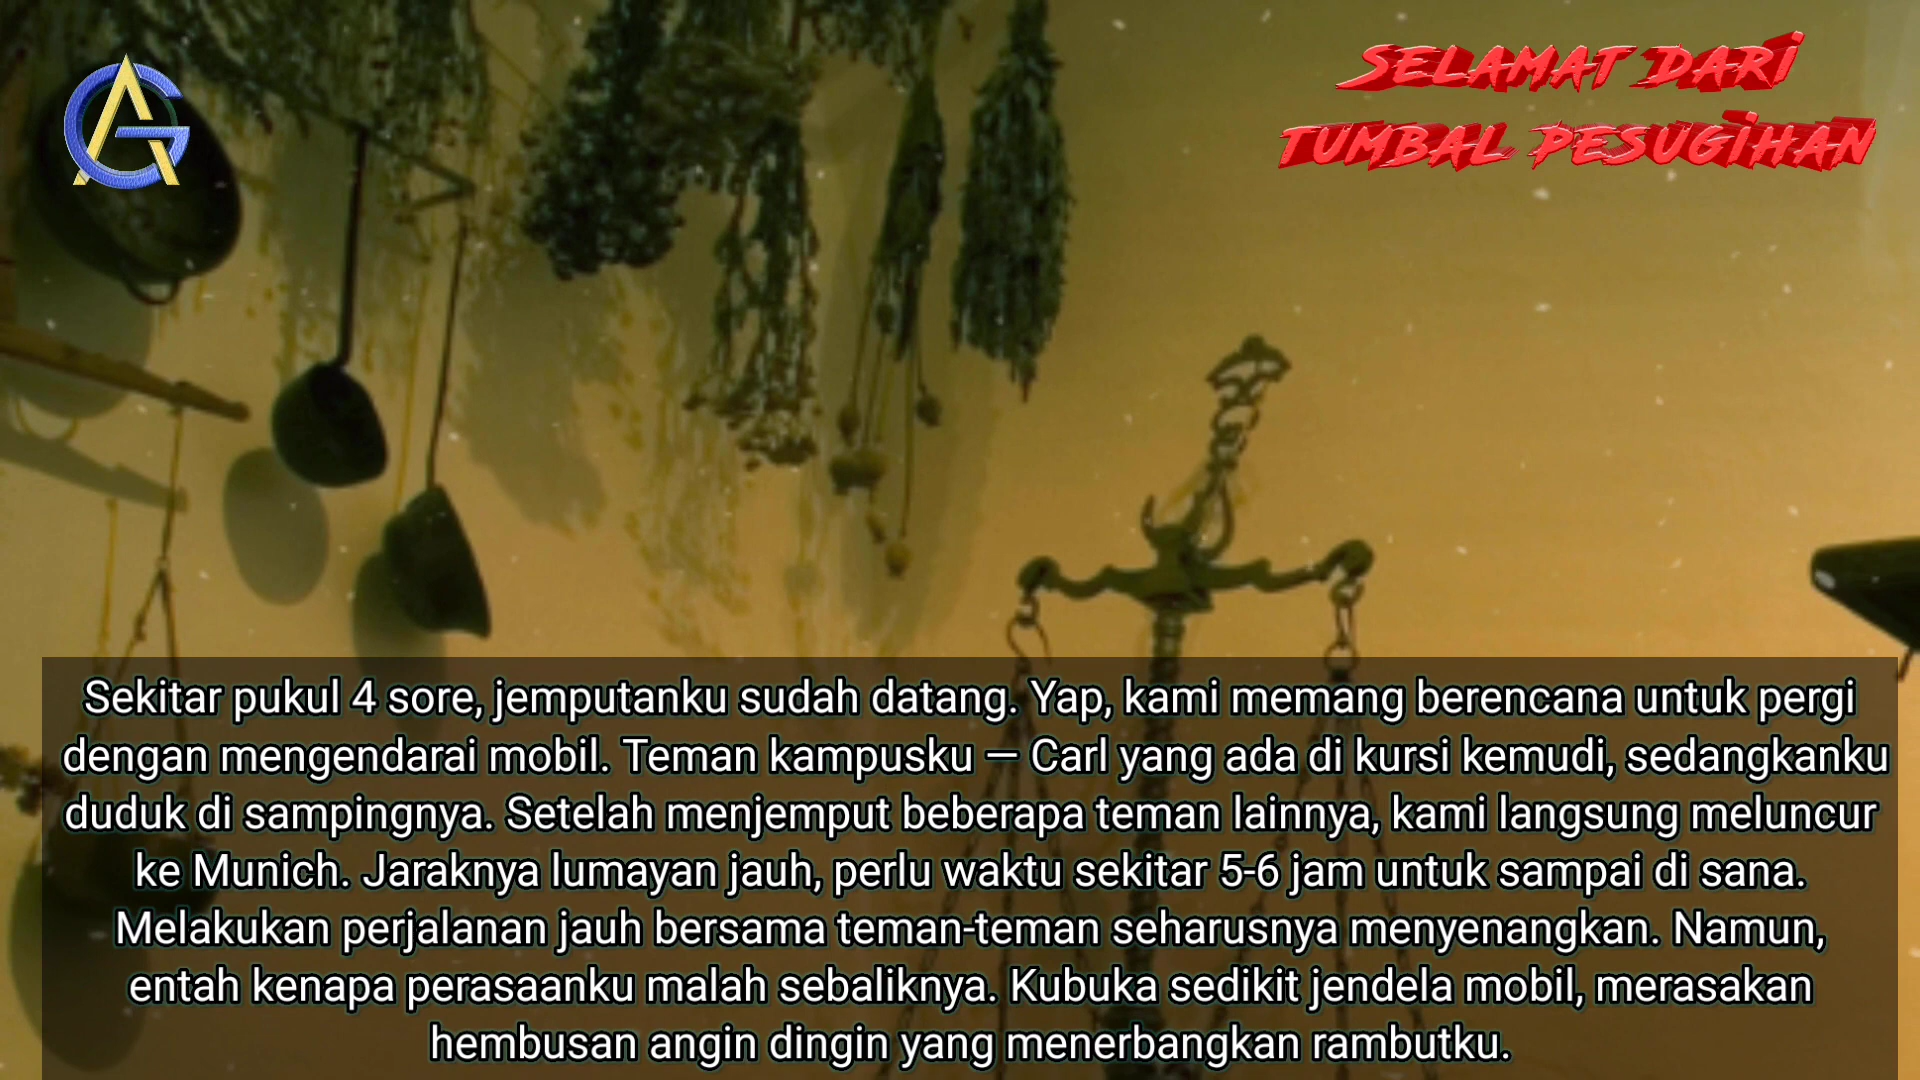 SELAMAT DARI
TUMBAL PESUGIHAN
Sekitar pukul 4 sore, jemputanku sudah datang. Yap, kami memang berencana untuk pergi
dengan mengendarai mobil. Teman kampusku — Carl yang ada di kursi kemudi, sedangkanku
duduk di sampingnya. Setelah menjemput beberapa teman lainnya, kami langsung meluncur
ke Munich. Jaraknya lumayan jauh, perlu waktu sekitar 5-6 jam untuk sampai di sana.
Melakukan perjalanan jauh bersama teman-teman seharusnya menyenangkan. Namun,
entah kenapa perasaanku malah sebaliknya. Kubuka sedikit jendela mobil, merasakan
hembusan angin dingin yang menerbangkan rambutku.